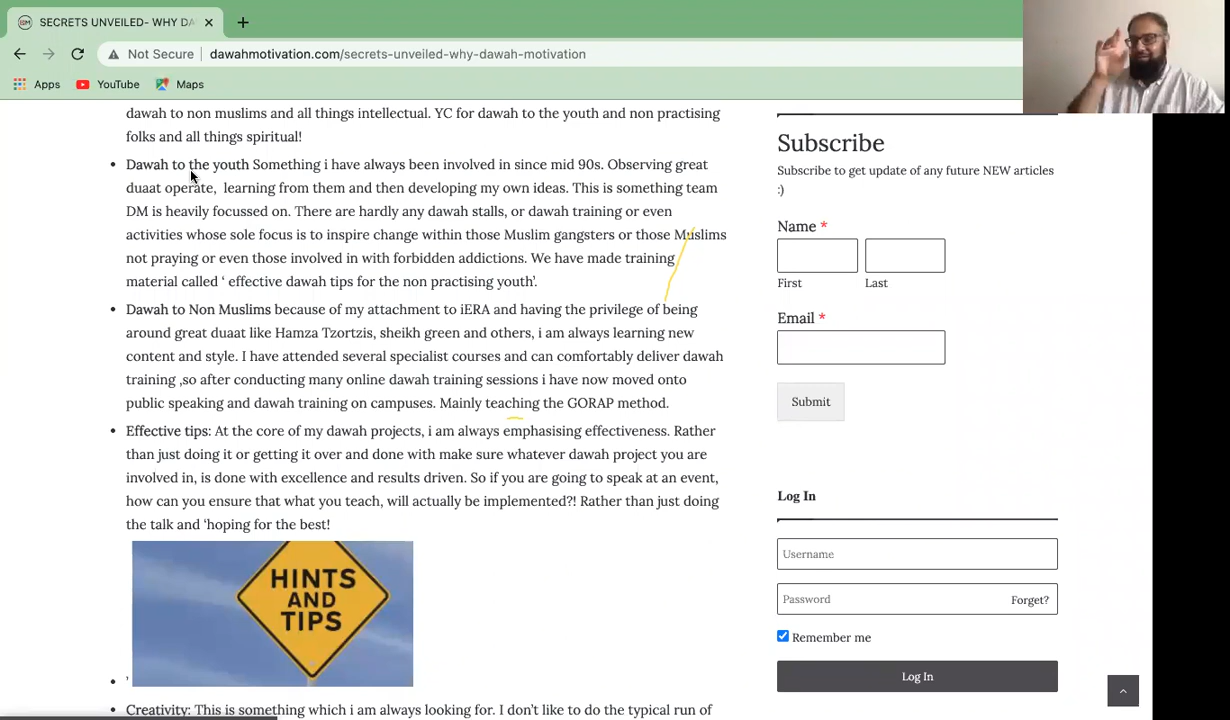 SECRETS UNVEILED- WHY DA
Not Secure
dawahmotivation.com/secrets-unveiled-why-dawah-motivation
Apps
YouTube
Maps
dawah to non muslims and all things intellectual. YC for dawah to the youth and non practising
folks and all things spiritual!
Dawah to the youth Something i have always been involved in since mid 90s. Observing great
duaat operate, learning from them and then developing my own ideas. This is something team
DM is heavily focussed on. There are hardly any dawah stalls, or dawah training or even
activities whose sole focus is to inspire change within those Muslim gangsters or those Muslims
not praying or even those involved in with forbidden addictions. We have made training
material called ‘ effective dawah tips for the non practising youth’.
Dawah to Non Muslims because of my attachment to iERA and having the privilege of being
around great duaat like Hamza Tzortzis, sheikh green and others, i am always learning new
content and style. I have attended several specialist courses and can comfortably deliver dawah
training ,so after conducting many online dawah training sessions i have now moved onto
public speaking and dawah training on campuses. Mainly teaching the GORAP method.
Effective tips: At the core of my dawah projects, i am always emphasising effectiveness. Rather
than just doing it or getting it over and done with make sure whatever dawah project you are
involved in, is done with excellence and results driven. So if you are going to speak at an event,
how can you ensure that what you teach, will actually be implemented?! Rather than just doing
the talk and ‘hoping for the best!
HINTS
AND
TIPS
’
Creativity: This is something which i am always looking for. I don’t like to do the typical run of
Subscribe
Subscribe to get update of any future NEW articles
:)
Name *
First
Last
Email *
Submit
Log In
Username
Password
Forget?
Remember me
Log In